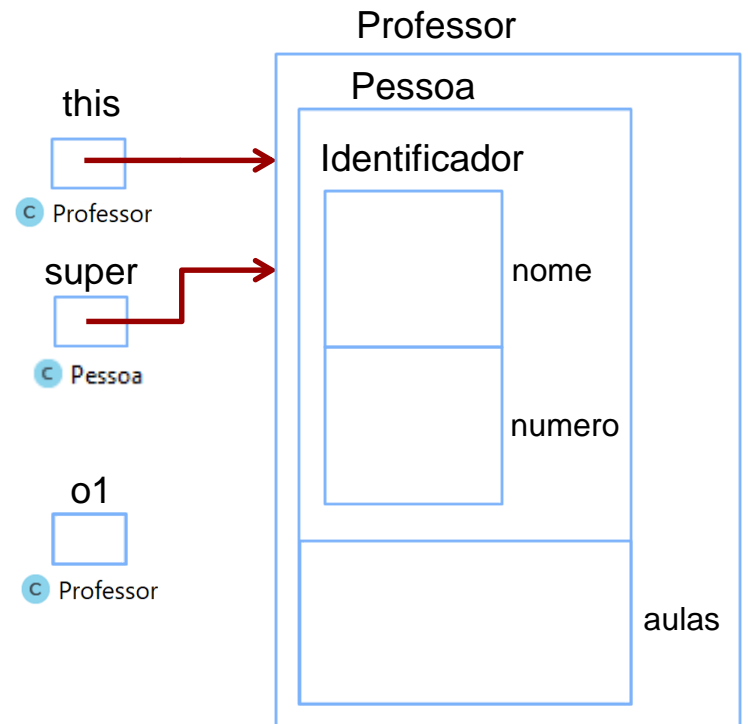 Professor
Pessoa
this
Identificador
C Professor
super
nome
C Pessoa
numero
o1
C Professor
aulas